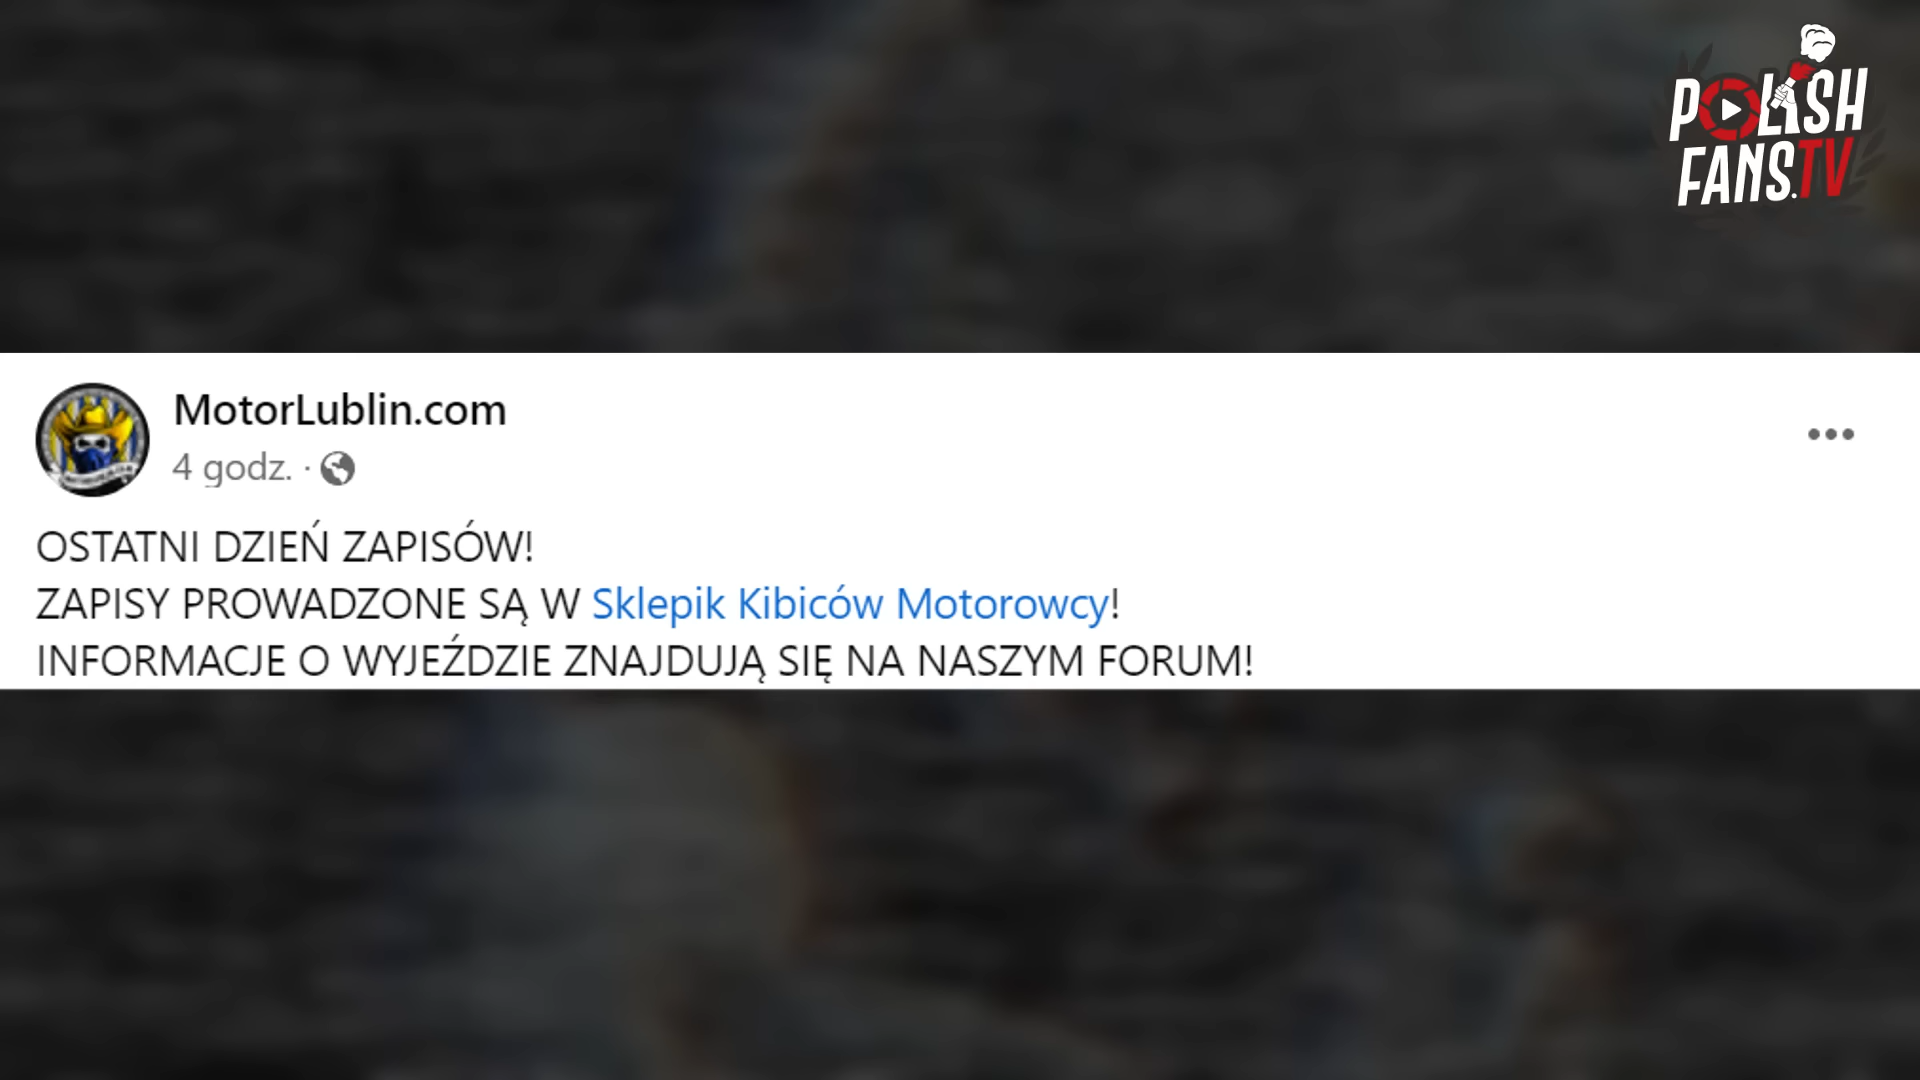 POLISH
FANS.TV
MotorLublin.com
4 godz. ·
OSTATNI DZIEŃ ZAPISÓW!
ZAPISY PROWADZONE SĄ W Sklepik Kibiców Motorowcy!
INFORMACJE O WYJEŹDZIE ZNAJDUJĄ SIĘ NA NASZYM FORUM!